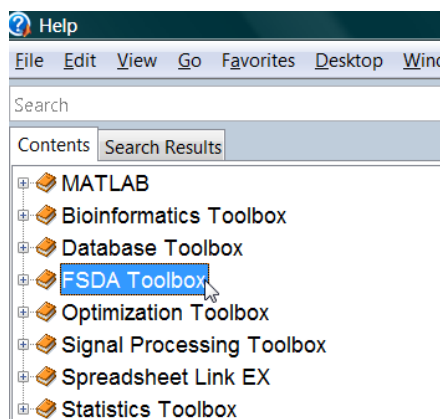 Help
File Edit View Go Favorites Desktop
Search
Contents Search Results
MATLAB
Bioinformatics Toolbox
Database Toolbox
FSDA Toolbox
Optimization Toolbox
Signal Processing Toolbox
Spreadsheet Link EX
Statistics Toolbox